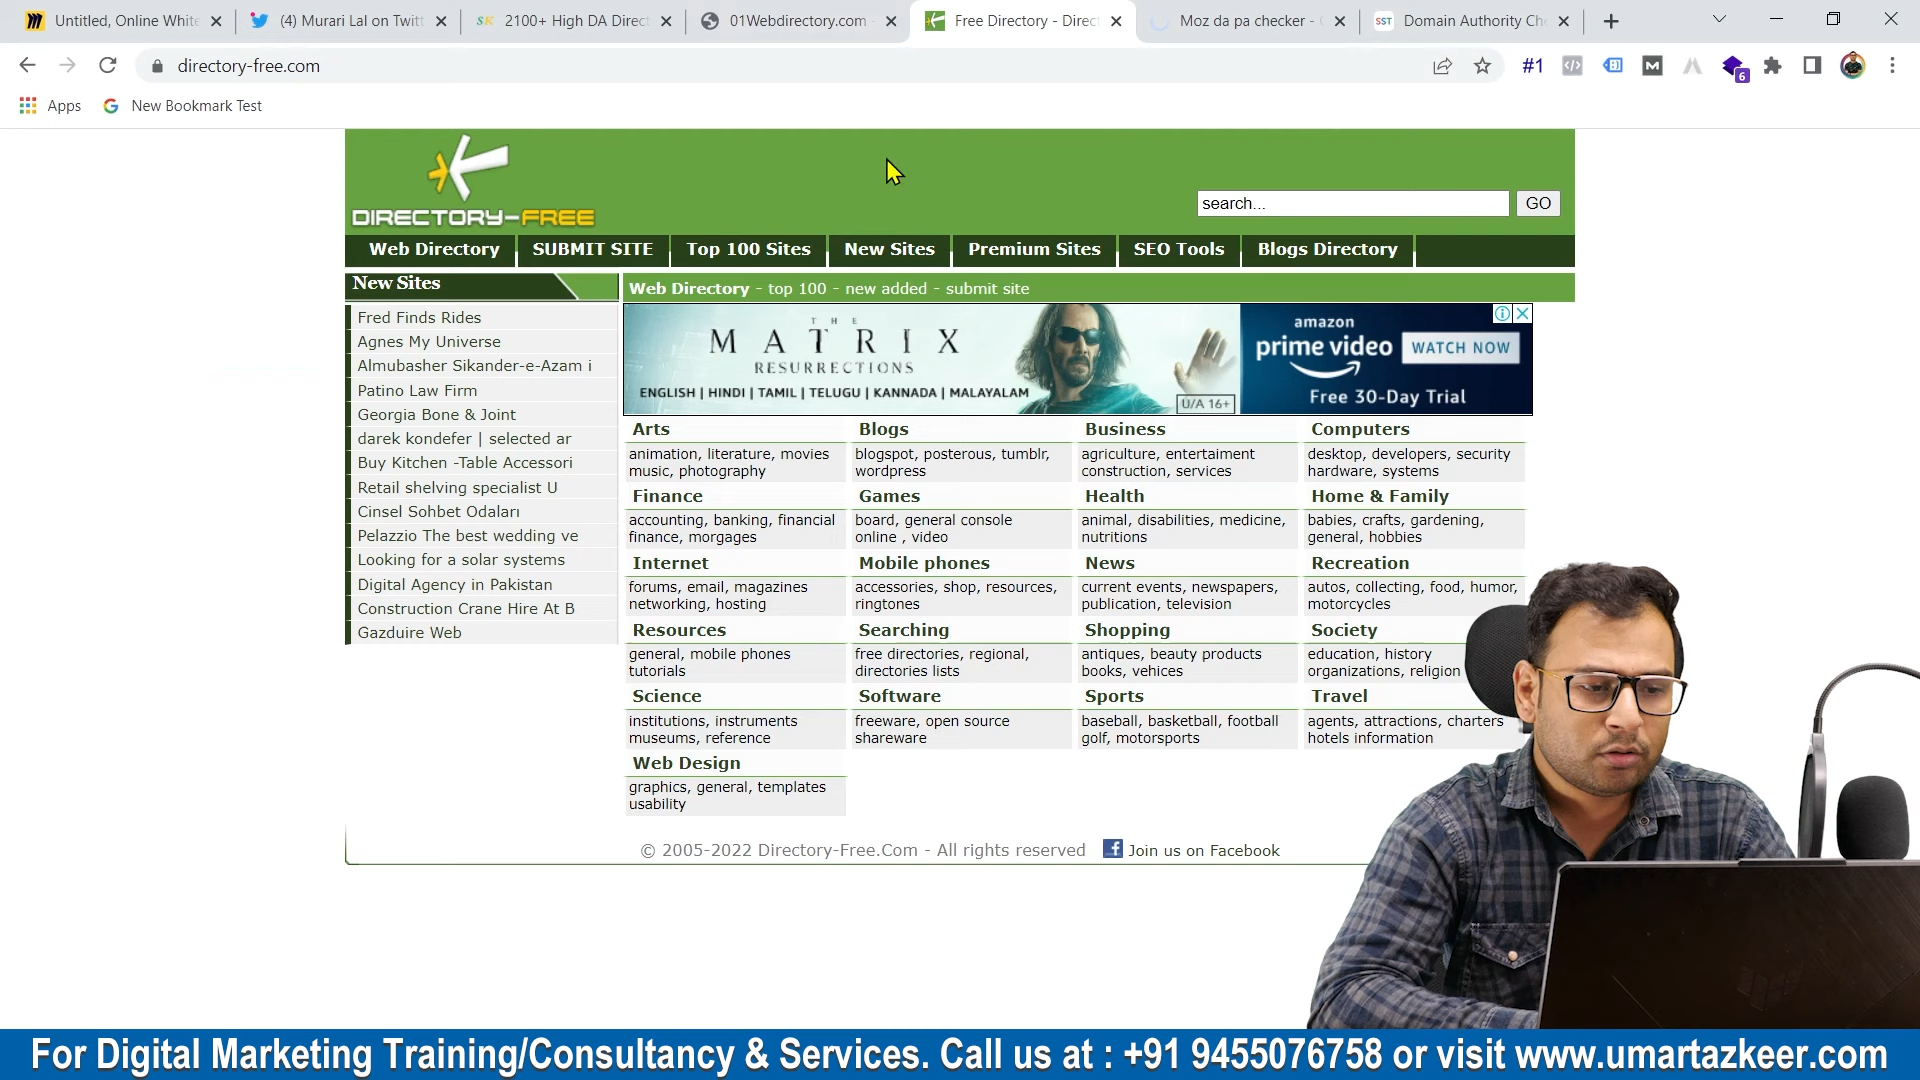 Untitled, Online White
(4) Murari Lal on Twitt
SK 2100+ High DA Direct
01Webdirectory.com -
Free Directory - Direct
Moz da pa checker -
SST Domain Authority Che
directory-free.com
#1
M
6
Apps
New Bookmark Test
DIRECTORY-FREE
search...
GO
Web Directory
SUBMIT SITE
Top 100 Sites
New Sites
Premium Sites
SEO Tools
Blogs Directory
New Sites
Fred Finds Rides
Agnes My Universe
Almubasher Sikander-e-Azam i
Patino Law Firm
Georgia Bone & Joint
darek kondefer | selected ar
Buy Kitchen -Table Accessori
Retail shelving specialist U
Cinsel Sohbet Odaları
Pelazzio The best wedding ve
Looking for a solar systems
Digital Agency in Pakistan
Construction Crane Hire At B
Gazduire Web
Web Directory - top 100 - new added - submit site
THE
MATRIX
RESURRECTIONS
ENGLISH | HINDI | TAMIL | TELUGU | KANNADA | MALAYALAM
U/A 16+
amazon
prime video
WATCH NOW
Free 30-Day Trial
Arts
animation, literature, movies
music, photography
Blogs
blogspot, posterous, tumblr,
wordpress
Business
agriculture, entertaiment
construction, services
Computers
desktop, developers, security
hardware, systems
Finance
accounting, banking, financial
finance, morgages
Games
board, general console
online , video
Health
animal, disabilities, medicine,
nutritions
Home & Family
babies, crafts, gardening,
general, hobbies
Internet
forums, email, magazines
networking, hosting
Mobile phones
accessories, shop, resources,
ringtones
News
current events, newspapers,
publication, television
Recreation
autos, collecting, food, humor,
motorcycles
Resources
general, mobile phones
tutorials
Searching
free directories, regional,
directories lists
Shopping
antiques, beauty products
books, vehices
Society
education, history
organizations, religion
Science
institutions, instruments
museums, reference
Software
freeware, open source
shareware
Sports
baseball, basketball, football
golf, motorsports
Travel
agents, attractions, charters
hotels information
Web Design
graphics, general, templates
usability
© 2005-2022 Directory-Free.Com - All rights reserved
Join us on Facebook
For Digital Marketing Training/Consultancy & Services. Call us at : +91 9455076758 or visit www.umartazkeer.com